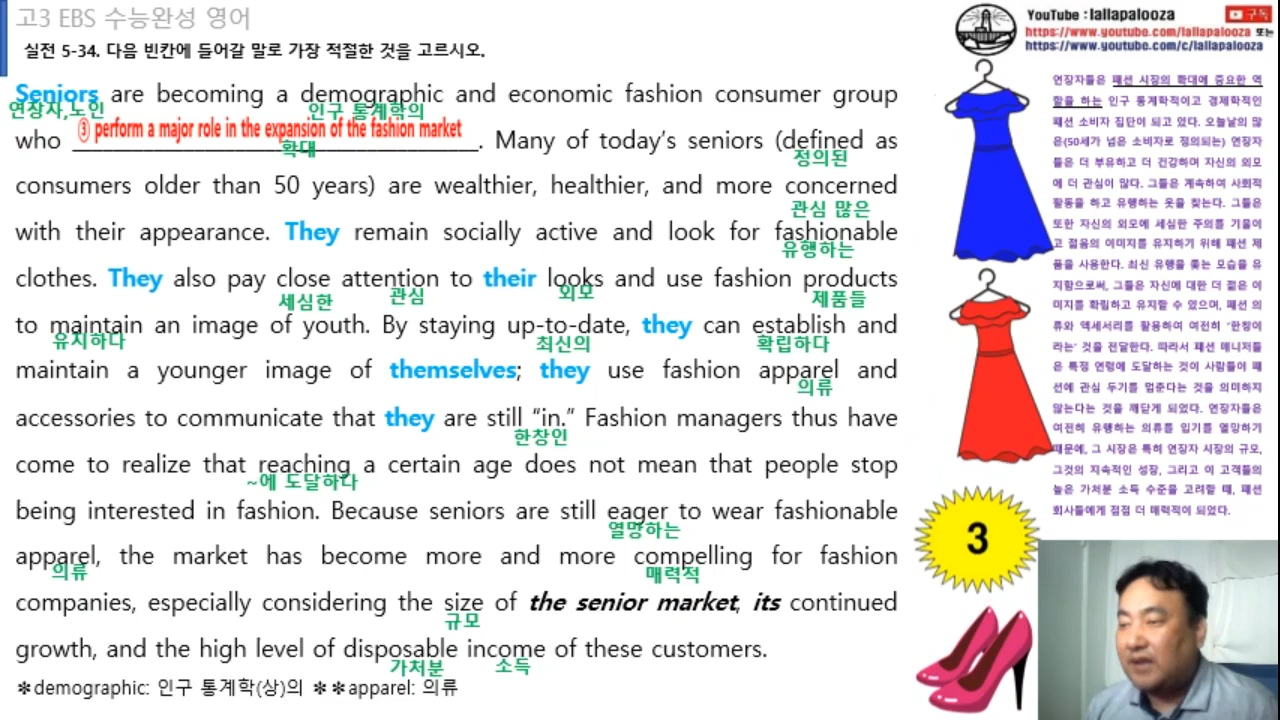 고3 EBS 수능완성 영어
실전 5-34. 다음 빈칸에 들어갈 말로 가장 적절한 것을 고르시오.
Seniors are becoming a demographic and economic fashion consumer group
연장자,노인 인구 통계학의
③ perform a major role in the expansion of the fashion market
who ________. Many of today's seniors (defined as
확대 정의된
consumers older than 50 years) are wealthier, healthier, and more concerned
관심 많은
with their appearance. They remain socially active and look for fashionable
유행하는
clothes. They also pay close attention to their looks and use fashion products
세심한 관심 외모 제품들
to maintain an image of youth. By staying up-to-date, they can establish and
유지하다 최신의 확립하다
maintain a younger image of themselves; they use fashion apparel and
의류
accessories to communicate that they are still “in.” Fashion managers thus have
한창인
come to realize that reaching a certain age does not mean that people stop
~에 도달하다
being interested in fashion. Because seniors are still eager to wear fashionable
열망하는
apparel, the market has become more and more compelling for fashion
의류 매력적
companies, especially considering the size of the senior market, its continued
규모
growth, and the high level of disposable income of these customers.
가처분 소득
∗demographic: 인구 통계학(상)의 ∗∗apparel: 의류
YouTube : lallapalooza
구독
https://www.youtube.com/lallapalooza 또는
https://www.youtube.com/c/lallapalooza
연장자들은 패션 시장의 확대에 중요한 역
할을 하는 인구 통계학적이고 경제학적인
패션 소비자 집단이 되고 있다. 오늘날의 많
은(50세가 넘은 소비자로 정의되는) 연장자
들은 더 부유하고 더 건강하며 자신의 외모
에 더 관심이 많다. 그들은 계속하여 사회적
활동을 하고 유행하는 옷을 찾는다. 그들은
또한 자신의 외모에 세심한 주의를 기울이
고 젊음의 이미지를 유지하기 위해 패션 제
품을 사용한다. 최신 유행을 좇는 모습을 유
지함으로써, 그들은 자신에 대한 더 젊은 이
미지를 확립하고 유지할 수 있으며, 패션 의
류와 액세서리를 활용하여 여전히 ‘한창이
라는’ 것을 전달한다. 따라서 패션 매니저들
은 특정 연령에 도달하는 것이 사람들이 패
션에 관심 두기를 멈춘다는 것을 의미하지
않는다는 것을 깨닫게 되었다. 연장자들은
여전히 유행하는 의류를 입기를 열망하기
때문에, 그 시장은 특히 연장자 시장의 규모,
그것의 지속적인 성장, 그리고 이 고객들의
높은 가처분 소득 수준을 고려할 때, 패션
회사들에게 점점 더 매력적이 되었다.
3